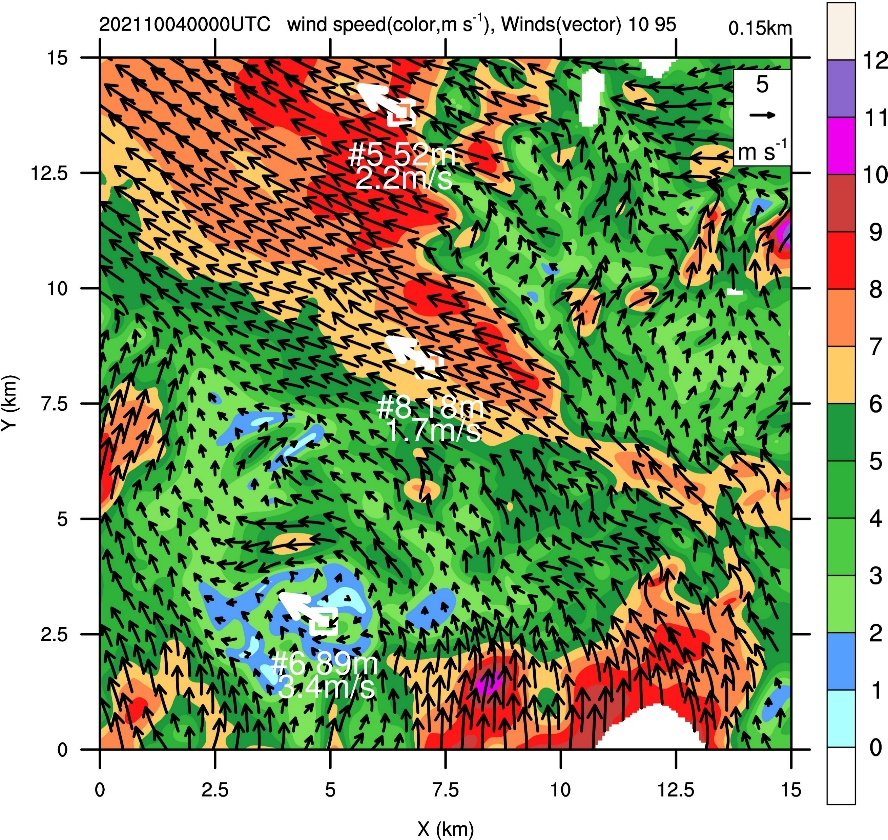 202110040000UTC wind speed(color,m s⁻¹), Winds(vector) 10 95 0.15km
15
12.5
10
7.5
5
2.5
0
Y (km)
0 2.5 5 7.5 10 12.5 15
X (km)
5
m s⁻¹
#5 52m
2.2m/s
#8 18m
1.7m/s
#6 89m
3.4m/s
12
11
10
9
8
7
6
5
4
3
2
1
0